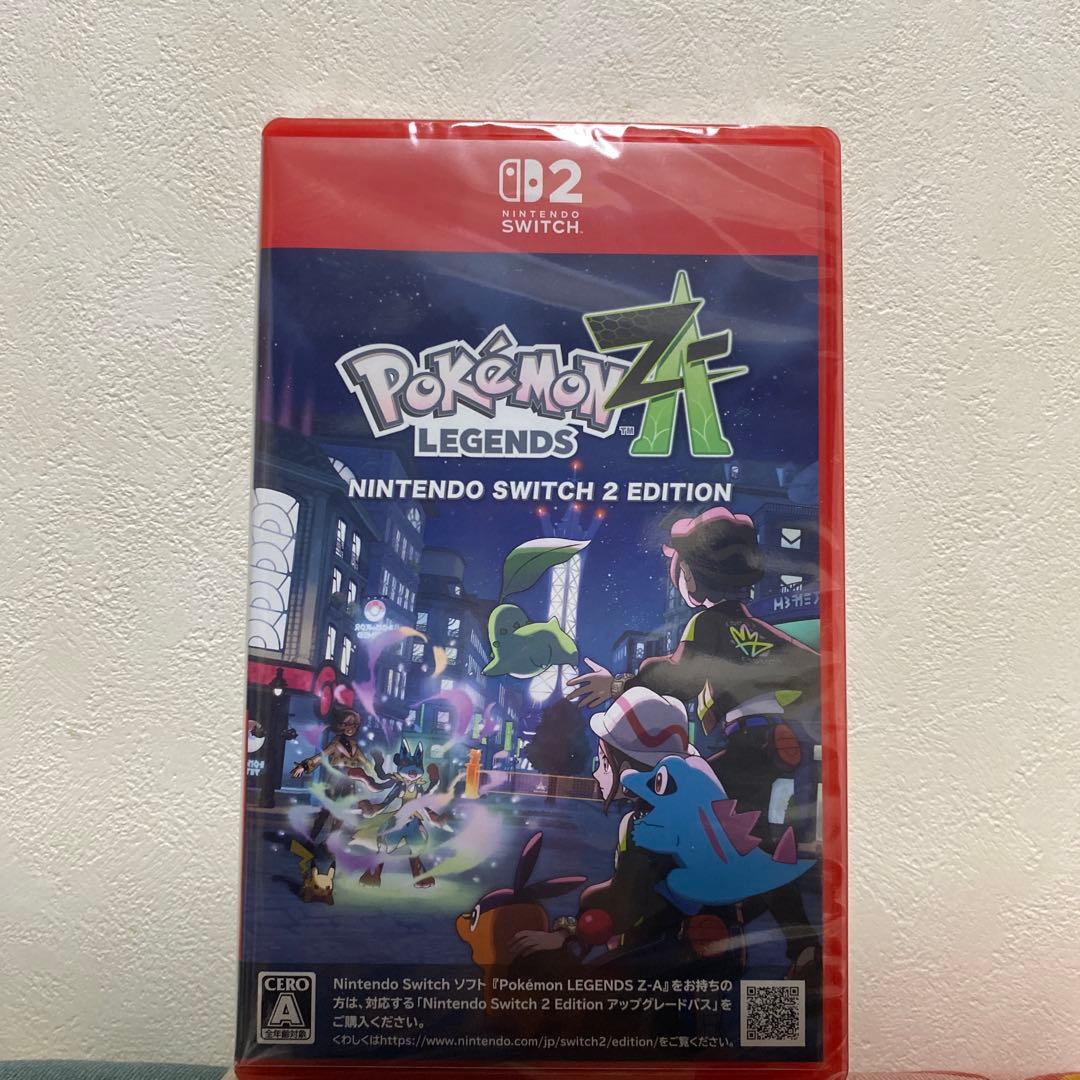 2
NINTENDO
SWITCH™
Pokémon ZA
LEGENDS™
NINTENDO SWITCH 2 EDITION
CERO
A
全年齢対象
Nintendo Switch ソフト『Pokémon LEGENDS Z-A』をお持ちの
方は、対応する「Nintendo Switch 2 Edition アップグレードパス」を
ご購入ください。
くわしくはhttps://www.nintendo.com/jp/switch2/edition/をご覧ください。